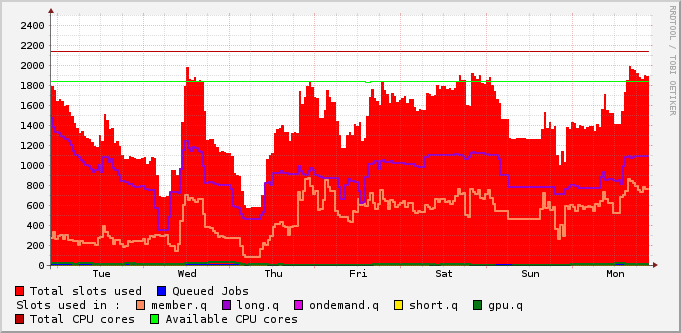 2400
2200
2000
1800
1600
1400
1200
1000
800
600
400
200
0
Tue Wed Thu Fri Sat Sun Mon
RRDTOOL / TOBI OETIKER
Total slots used Queued Jobs
Slots used in : member.q long.q ondemand.q short.q gpu.q
Total CPU cores Available CPU cores